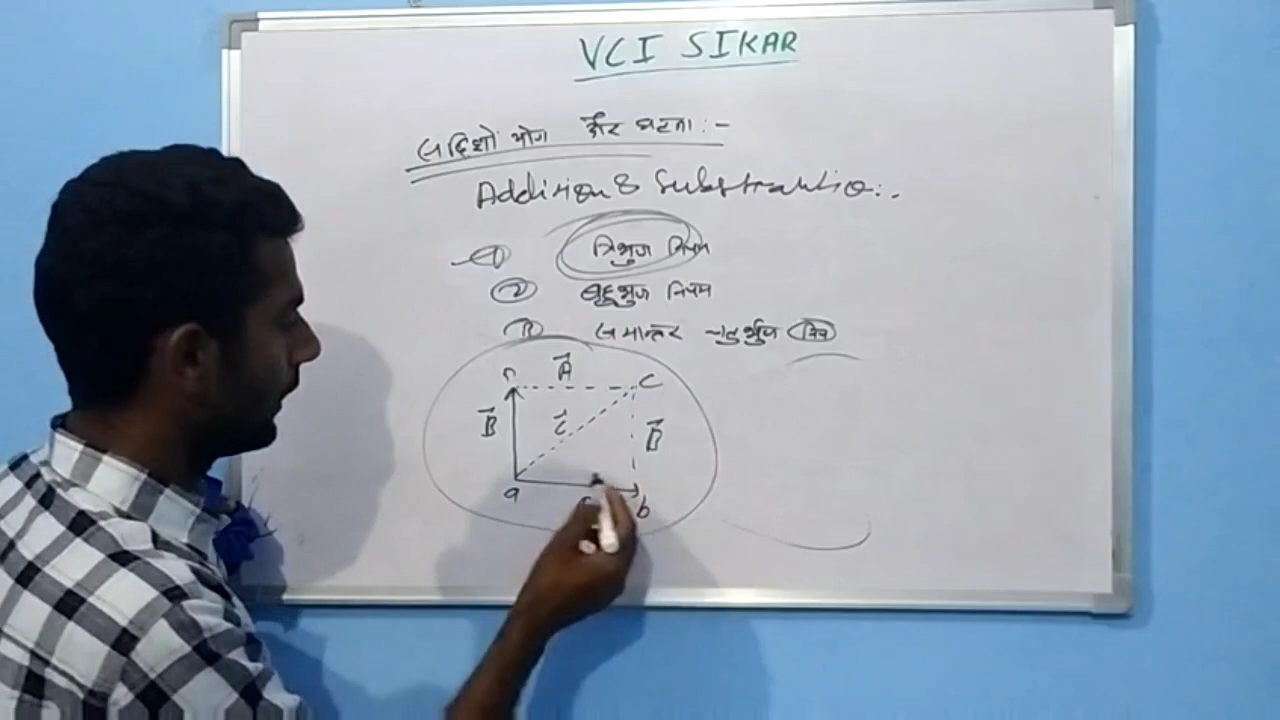 VCI SIKAR
सदिशों योग और घटना :-
Addition & Substraction:.
① त्रिभुज नियम
② बहुभुज नियम
③ समान्तर चतुर्भुज नियम
A⃗ c
B⃗ C⃗ B⃗
a b